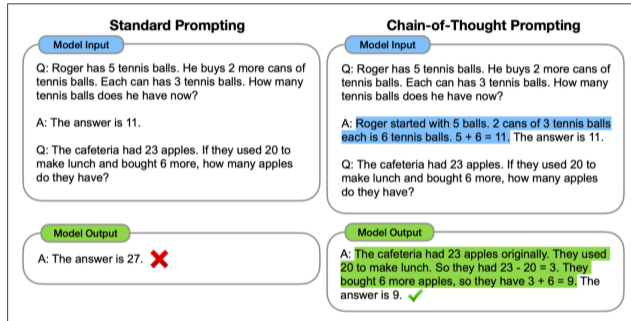 Standard Prompting
Model Input
Q: Roger has 5 tennis balls. He buys 2 more cans of
tennis balls. Each can has 3 tennis balls. How many
tennis balls does he have now?
A: The answer is 11.
Q: The cafeteria had 23 apples. If they used 20 to
make lunch and bought 6 more, how many apples
do they have?
Model Output
A: The answer is 27.
Chain-of-Thought Prompting
Model Input
Q: Roger has 5 tennis balls. He buys 2 more cans of
tennis balls. Each can has 3 tennis balls. How many
tennis balls does he have now?
A: Roger started with 5 balls. 2 cans of 3 tennis balls
each is 6 tennis balls. 5 + 6 = 11. The answer is 11.
Q: The cafeteria had 23 apples. If they used 20 to
make lunch and bought 6 more, how many apples
do they have?
Model Output
A: The cafeteria had 23 apples originally. They used
20 to make lunch. So they had 23 - 20 = 3. They
bought 6 more apples, so they have 3 + 6 = 9. The
answer is 9.